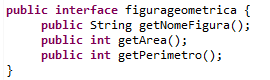 public interface figurageometrica {
public String getNomeFigura();
public int getArea();
public int getPerimetro();
}